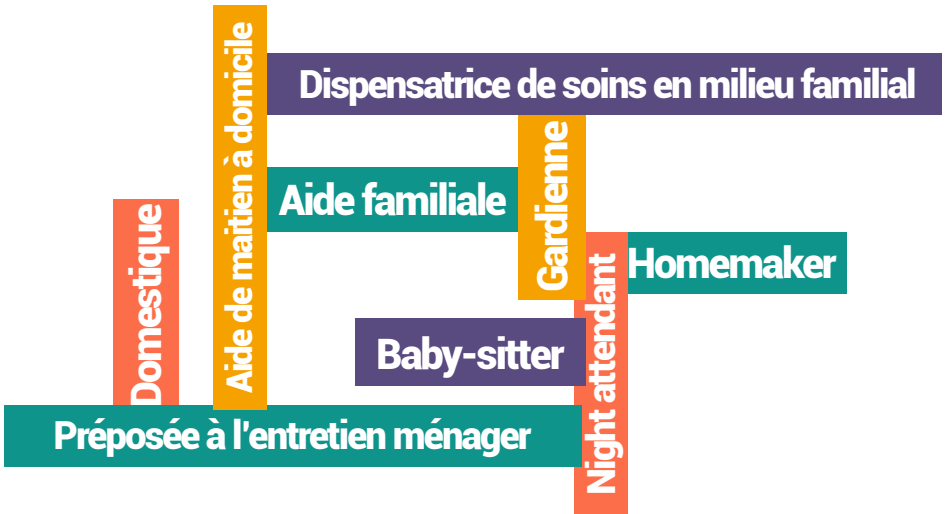 Aide de maitien à domicile
Dispensatrice de soins en milieu familial
Gardienne
Aide familiale
Domestique
Homemaker
Night attendant
Baby-sitter
Préposée à l'entretien ménager